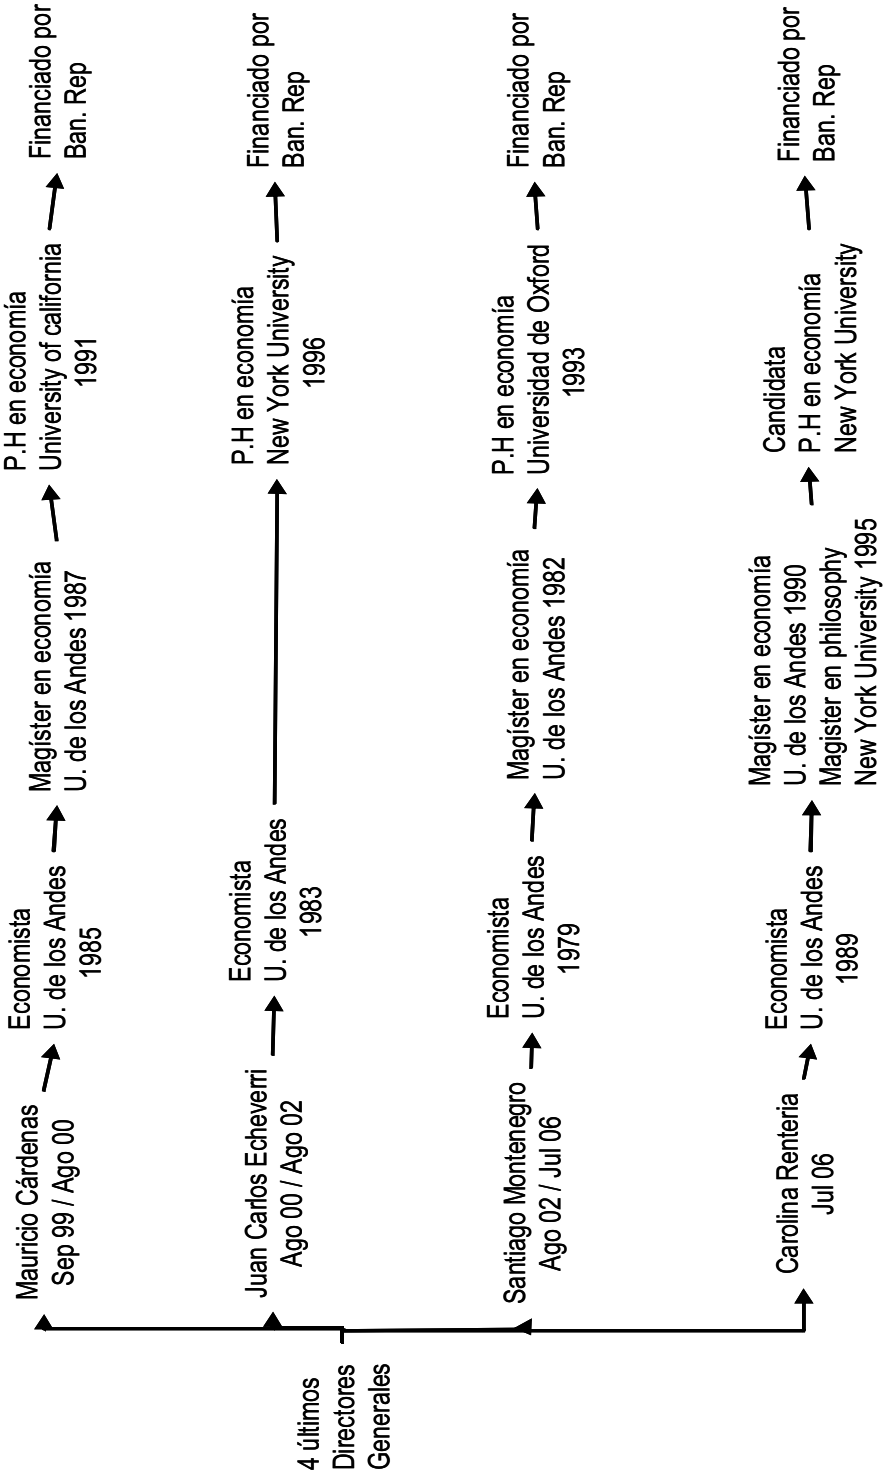 4 últimos
Directores
Generales
Mauricio Cárdenas
Sep 99 / Ago 00
Economista
U. de los Andes
1985
Magíster en economía
U. de los Andes 1987
P.H en economía
University of california
1991
Financiado por
Ban. Rep
Juan Carlos Echeverri
Ago 00 / Ago 02
Economista
U. de los Andes
1983
P.H en economía
New York University
1996
Financiado por
Ban. Rep
Santiago Montenegro
Ago 02 / Jul 06
Economista
U. de los Andes
1979
Magíster en economía
U. de los Andes 1982
P.H en economía
Universidad de Oxford
1993
Financiado por
Ban. Rep
Carolina Renteria
Jul 06
Economista
U. de los Andes
1989
Magíster en economía
U. de los Andes 1990
Magister en philosophy
New York University 1995
Candidata
P.H en economía
New York University
Financiado por
Ban. Rep